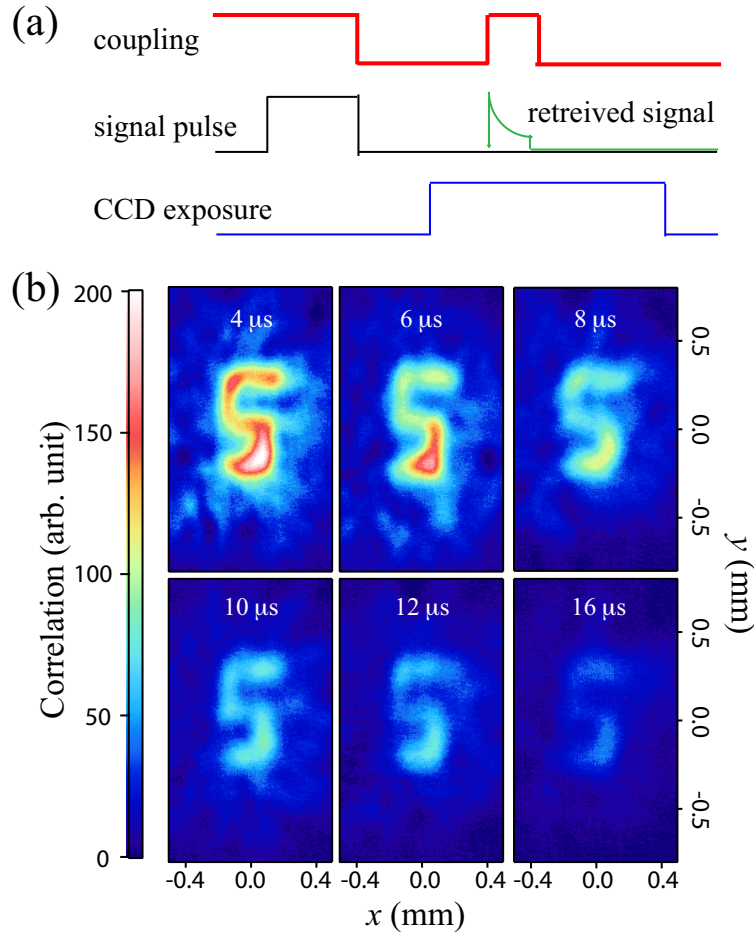 (a)
coupling
signal pulse
retreived signal
CCD exposure
(b)
Correlation (arb. unit)
200
150
100
50
0
4 µs
6 µs
8 µs
10 µs
12 µs
16 µs
0.5
0.0
-0.5
0.5
0.0
-0.5
y (mm)
-0.4 0.0 0.4
-0.4 0.0 0.4
-0.4 0.0 0.4
x (mm)